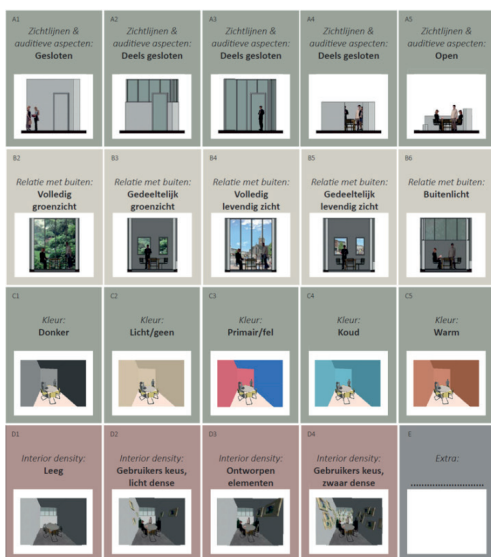 A1
Zichtlijnen &
auditieve aspecten:
Gesloten
A2
Zichtlijnen &
auditieve aspecten:
Deels gesloten
A3
Zichtlijnen &
auditieve aspecten:
Deels gesloten
A4
Zichtlijnen &
auditieve aspecten:
Deels gesloten
A5
Zichtlijnen &
auditieve aspecten:
Open
B2
Relatie met buiten:
Volledig
groenzicht
B3
Relatie met buiten:
Gedeeltelijk
groenzicht
B4
Relatie met buiten:
Volledig
levendig zicht
B5
Relatie met buiten:
Gedeeltelijk
levendig zicht
B6
Relatie met buiten:
Buitenlicht
C1
Kleur:
Donker
C2
Kleur:
Licht/geen
C3
Kleur:
Primair/fel
C4
Kleur:
Koud
C5
Kleur:
Warm
D1
Interior density:
Leeg
D2
Interior density:
Gebruikers keus,
licht dense
D3
Interior density:
Ontworpen
elementen
D4
Interior density:
Gebruikers keus,
zwaar dense
E
Extra:
............................